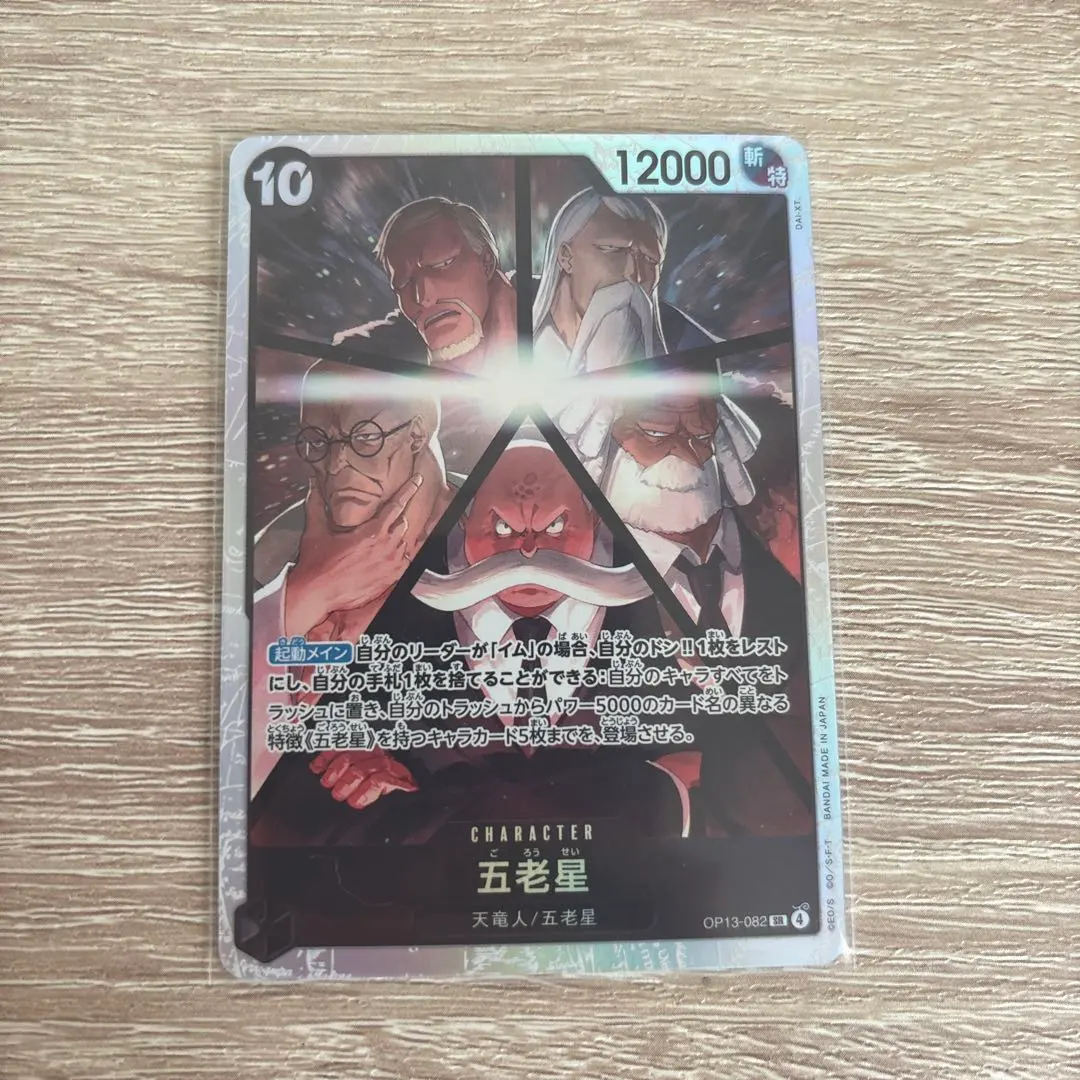 10
12000
斬
特
DAI-XT.
起動メイン 自分のリーダーが「イム」の場合、自分のドン!!1枚をレスト
にし、自分の手札1枚を捨てることができる:自分のキャラすべてをト
ラッシュに置き、自分のトラッシュからパワー5000のカード名の異なる
特徴《五老星》を持つキャラカード5枚までを、登場させる。
CHARACTER
ご ろう せい
五老星
天竜人/五老星
OP13-082 SR 4
©E.O/S ©O/S・F・T BANDAI MADE IN JAPAN